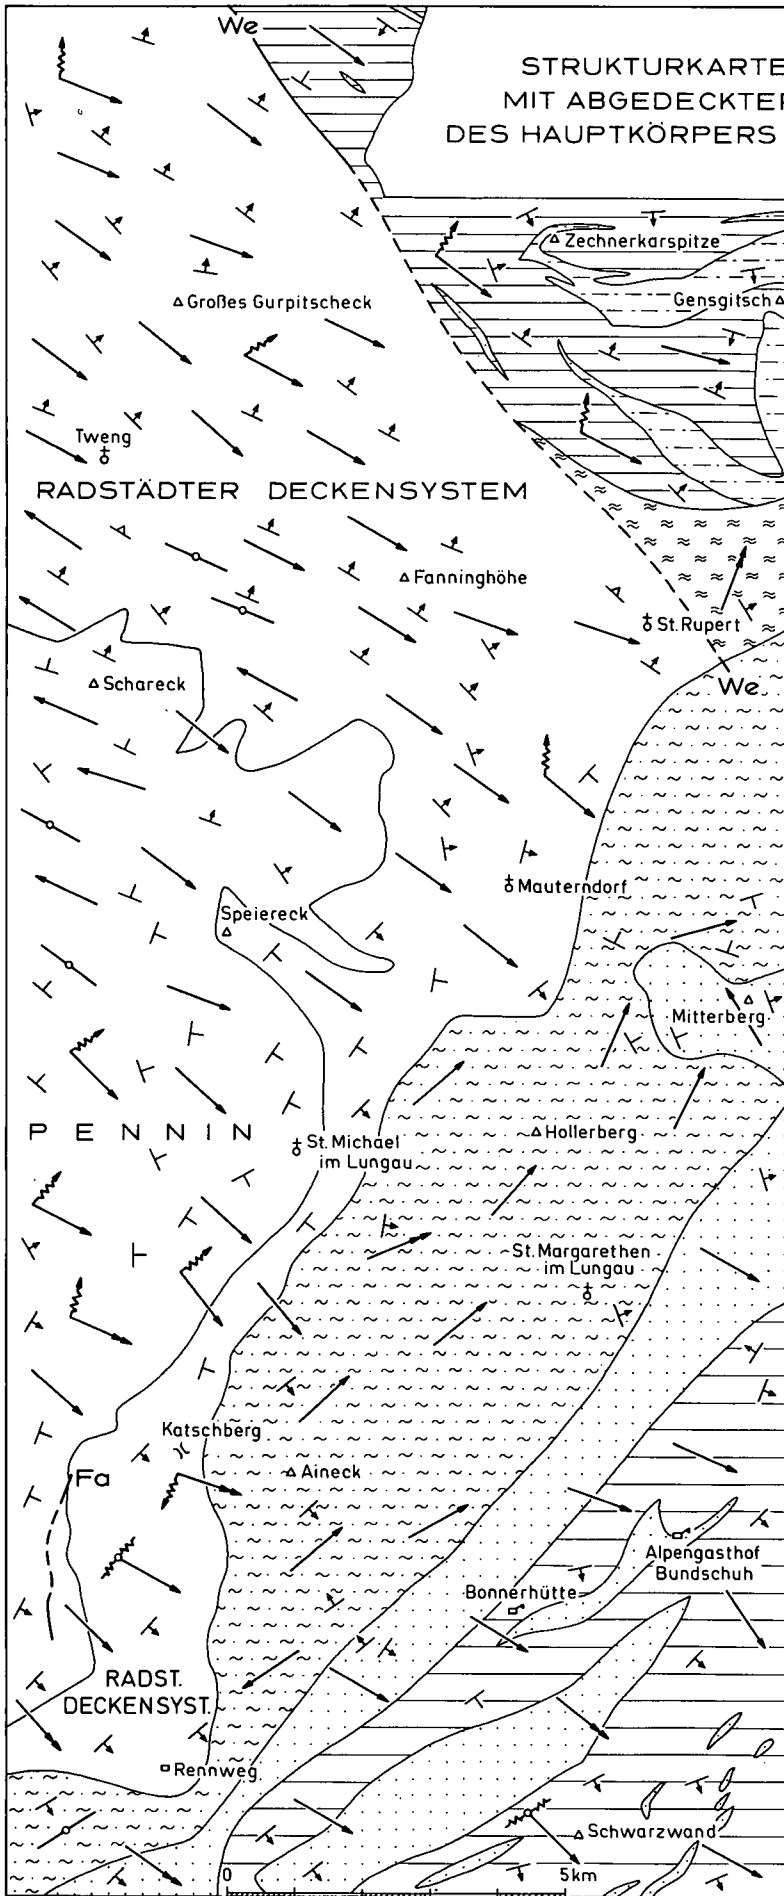 We
STRUKTURKARTE
MIT ABGEDECKTE
DES HAUPTKÖRPERS
Zechnerkarspitze
Gensgitsch
Großes Gurpitscheck
Tweng
RADSTÄDTER DECKENSYSTEM
Fanninghöhe
St.Rupert
Schareck
We
Mauterndorf
Speiereck
Mitterberg
PENNIN
Hollerberg
St. Michael
im Lungau
St.Margarethen
im Lungau
Katschberg
Fa
Aineck
Alpengasthof
Bundschuh
Bonnerhütte
RADST.
DECKENSYST.
Rennweg
Schwarzwand
0 5km